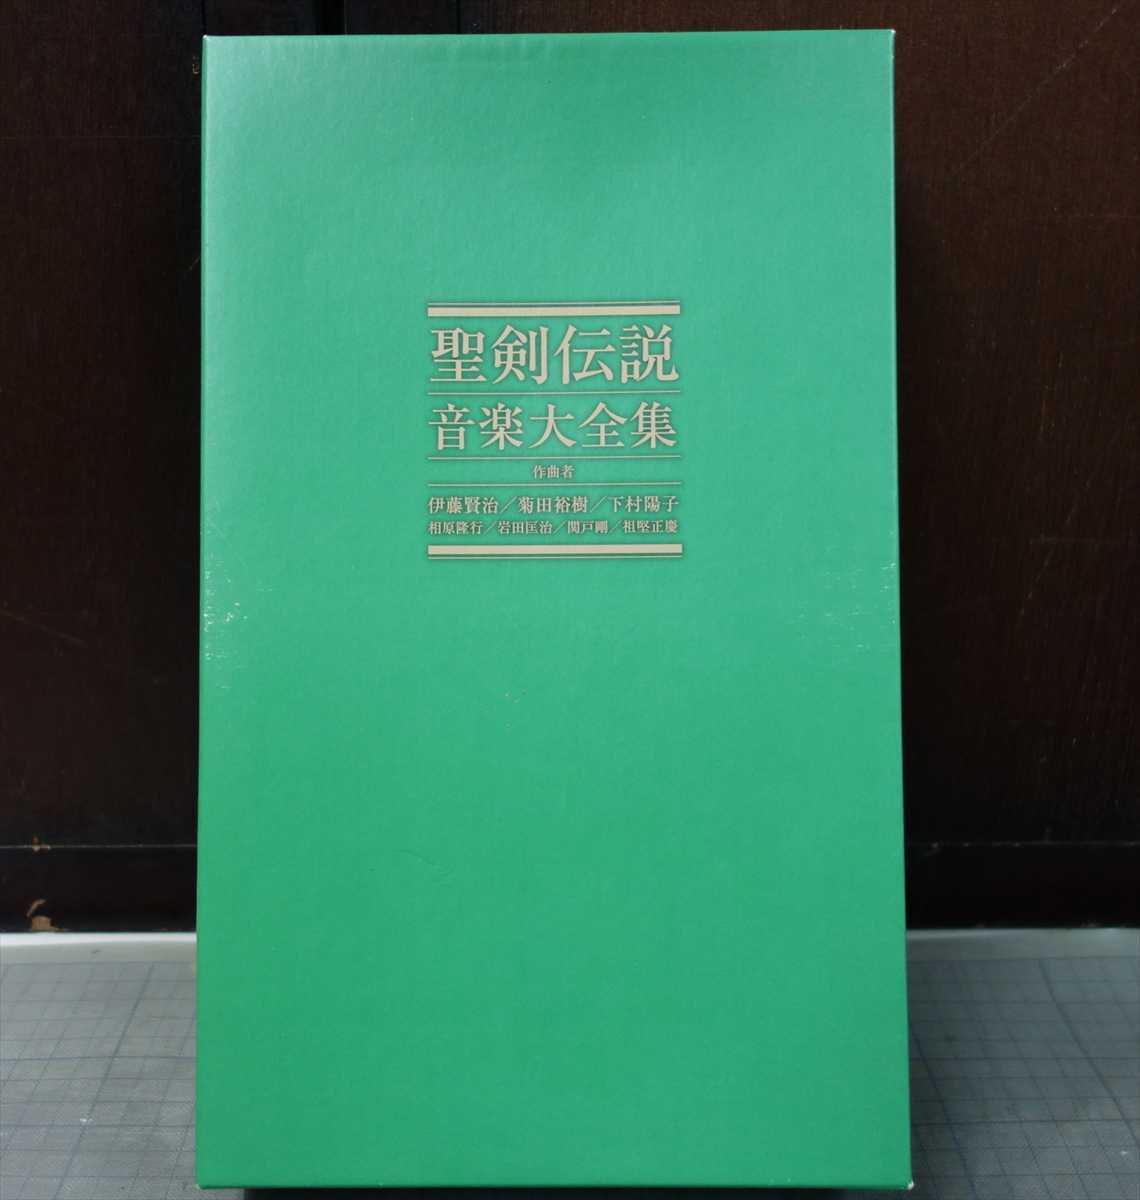 聖剣伝説
音楽大全集
作曲者
伊藤賢治／菊田裕樹／下村陽子
相原隆行／岩田匡治／関戸剛／祖堅正慶